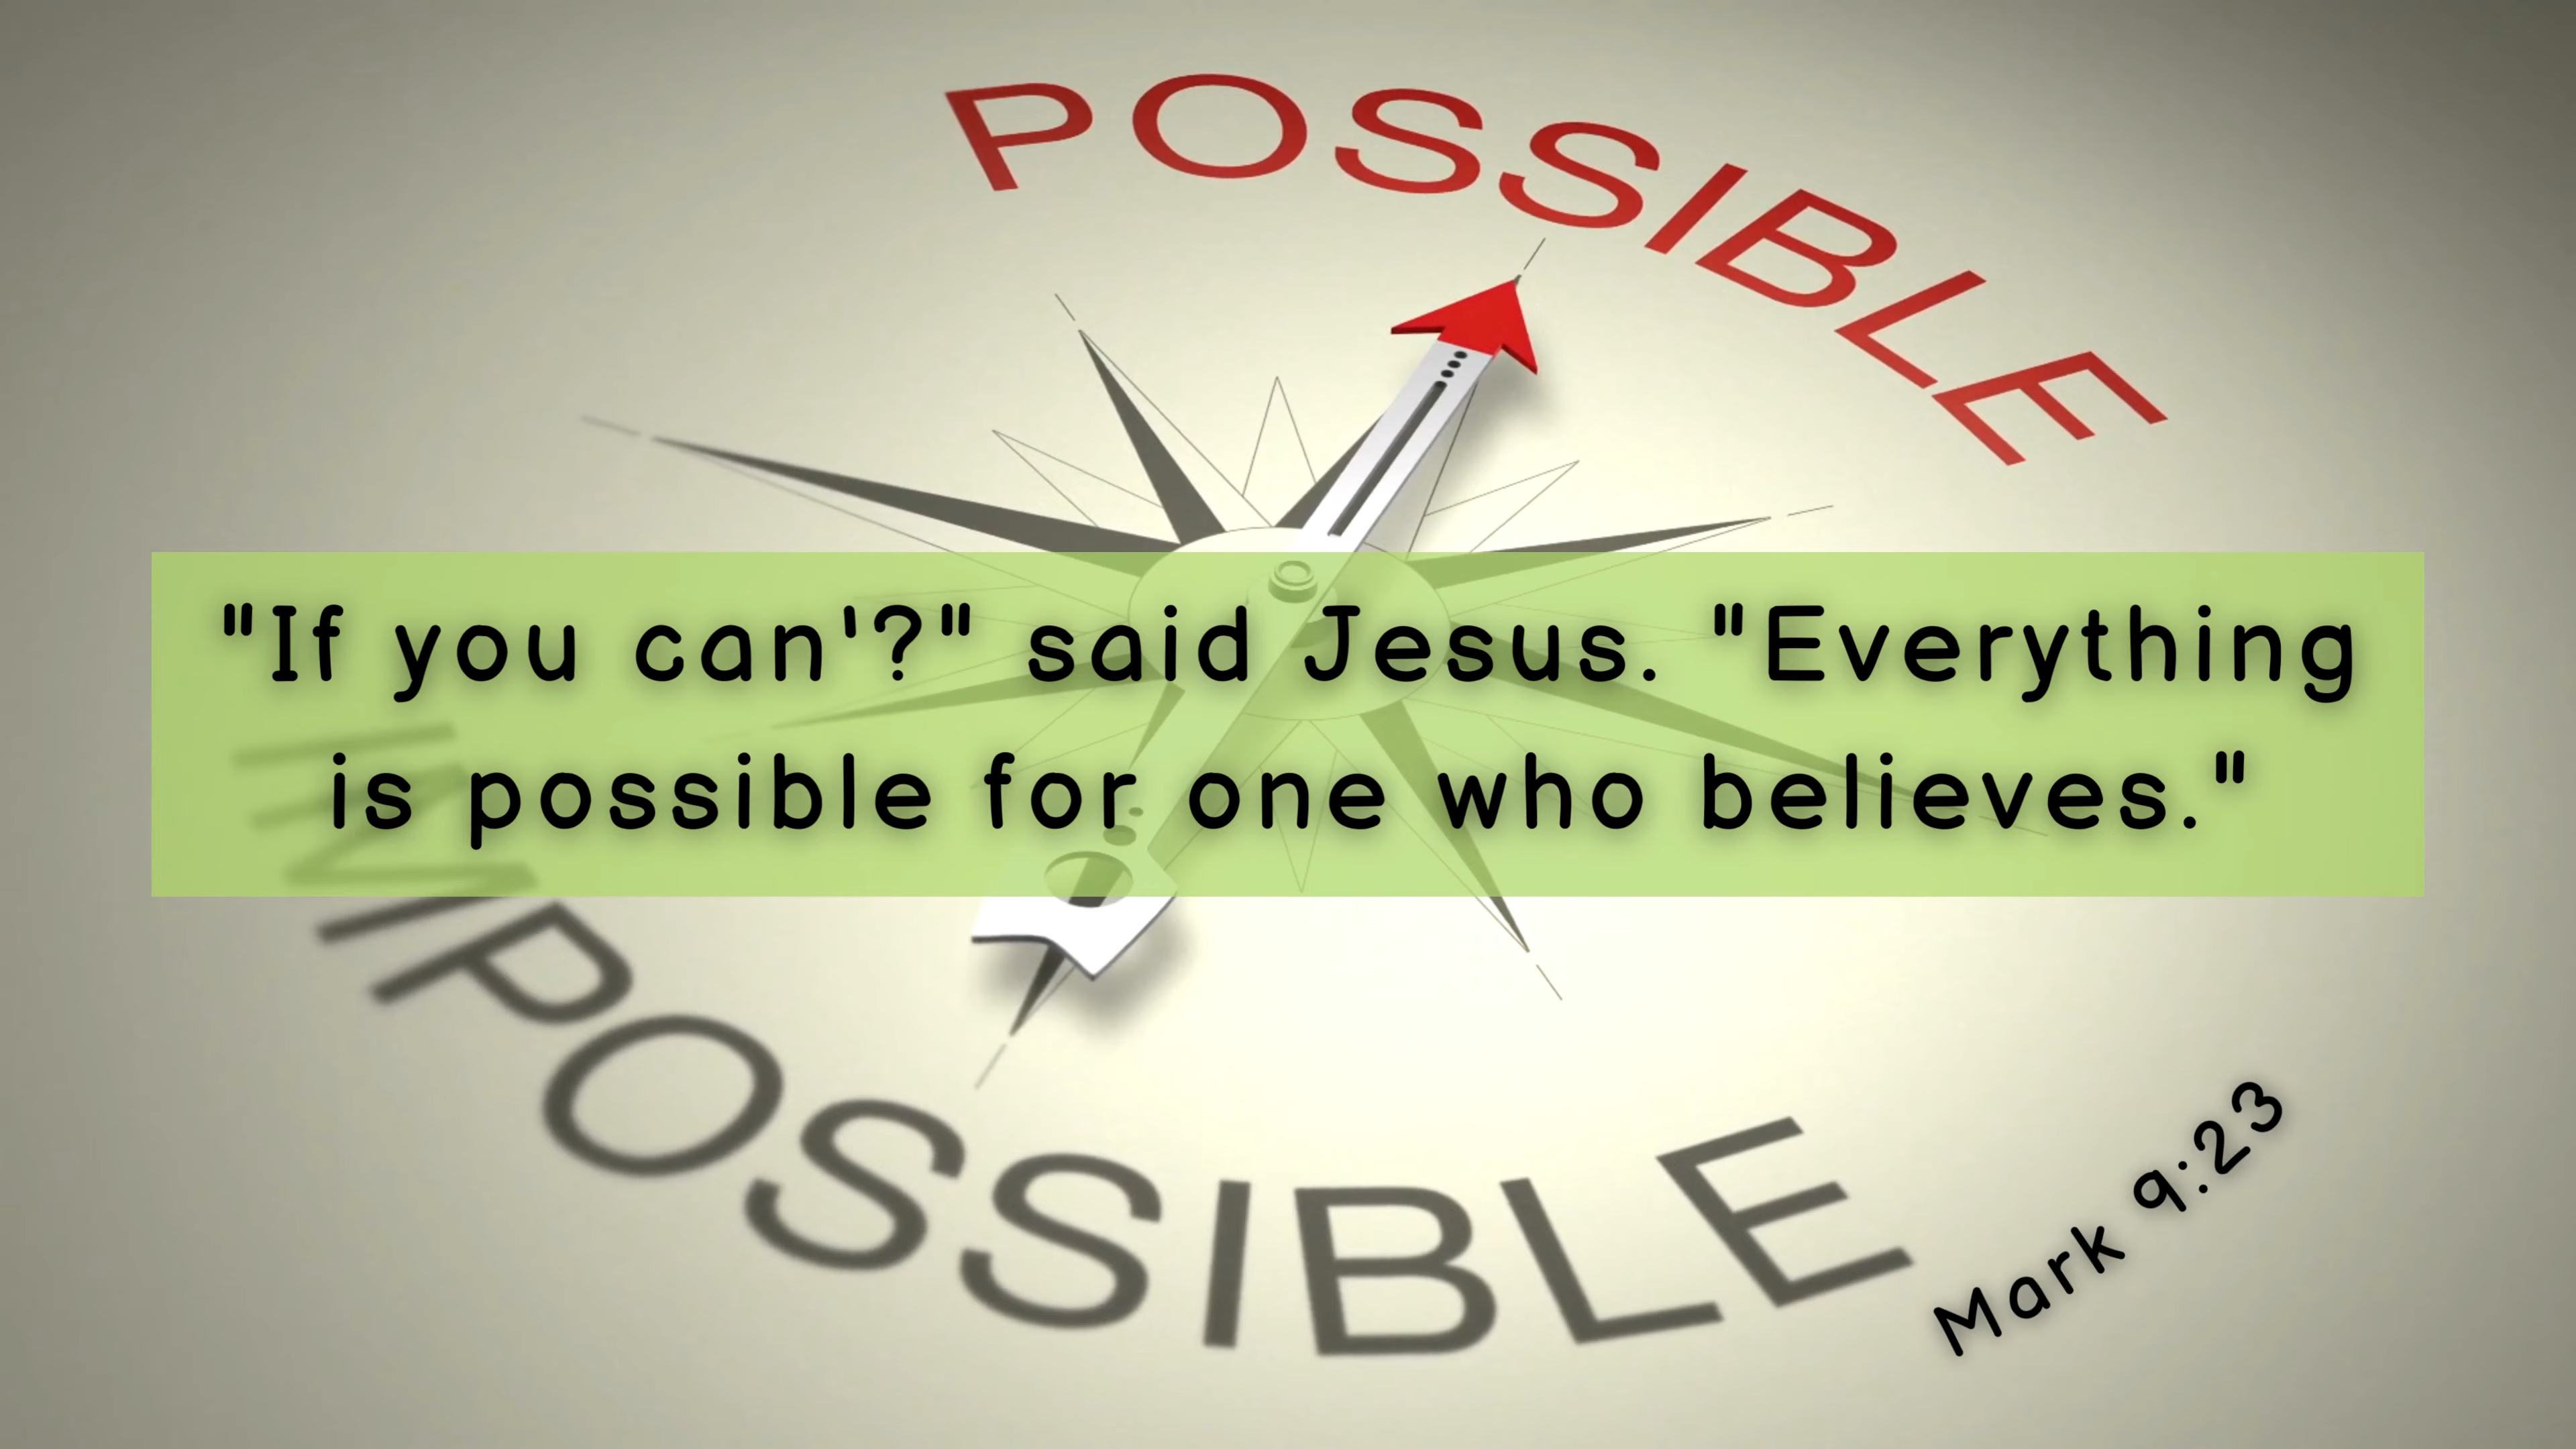 POSSIBLE
"If you can'?" said Jesus. "Everything
is possible for one who believes."
IMPOSSIBLE
Mark 9:23